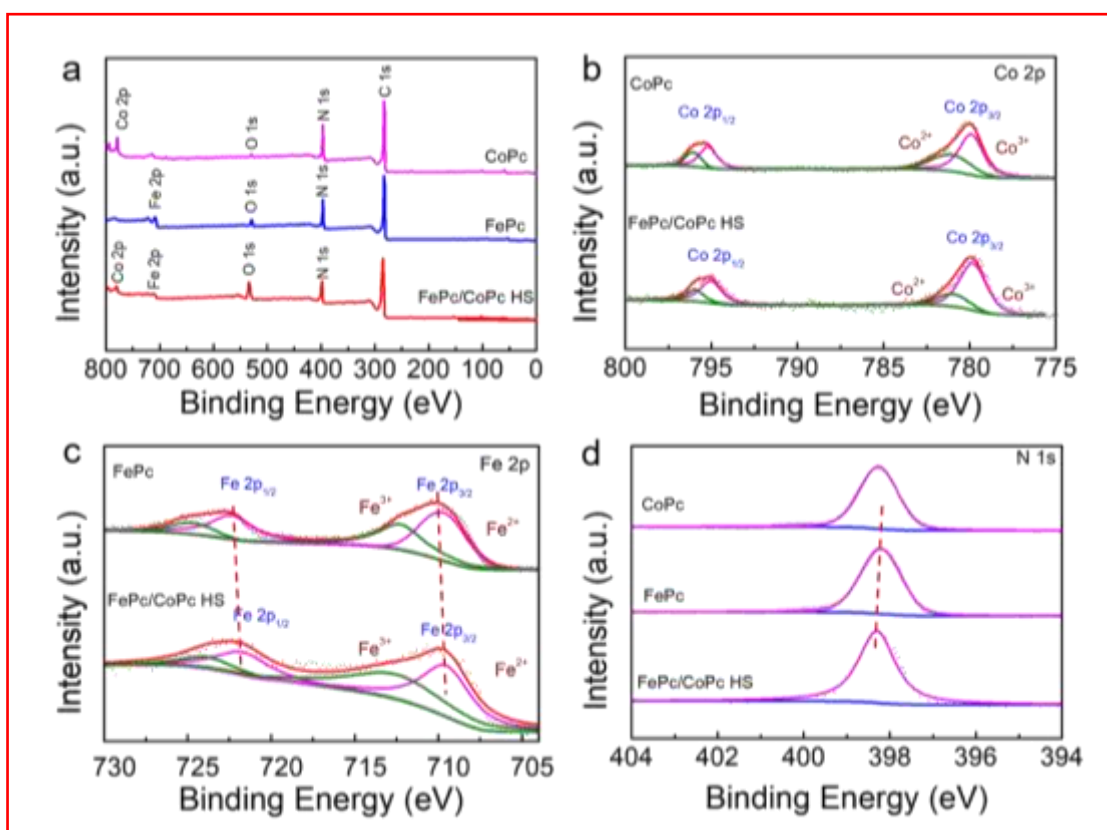 a
Intensity (a.u.)
Co 2p
O 1s
N 1s
C 1s
CoPc
Fe 2p
O 1s
N 1s
FePc
Co 2p
Fe 2p
O 1s
N 1s
FePc/CoPc HS
800 700 600 500 400 300 200 100 0
Binding Energy (eV)
b
Intensity (a.u.)
CoPc
Co 2p
Co 2p1/2
Co 2p3/2
Co2+
Co3+
FePc/CoPc HS
Co 2p1/2
Co 2p3/2
Co2+
Co3+
800 795 790 785 780 775
Binding Energy (eV)
c
Intensity (a.u.)
FePc
Fe 2p
Fe 2p1/2
Fe3+
Fe 2p3/2
Fe2+
FePc/CoPc HS
Fe 2p1/2
Fe3+
Fe 2p3/2
Fe2+
730 725 720 715 710 705
Binding Energy (eV)
d
Intensity (a.u.)
N 1s
CoPc
FePc
FePc/CoPc HS
404 402 400 398 396 394
Binding Energy (eV)